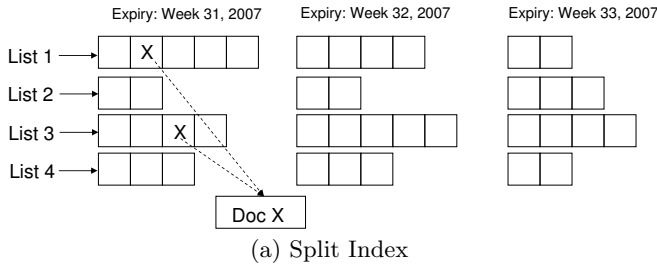 Expiry: Week 31, 2007 Expiry: Week 32, 2007 Expiry: Week 33, 2007
List 1 X
List 2
List 3 X
List 4
Doc X
(a) Split Index